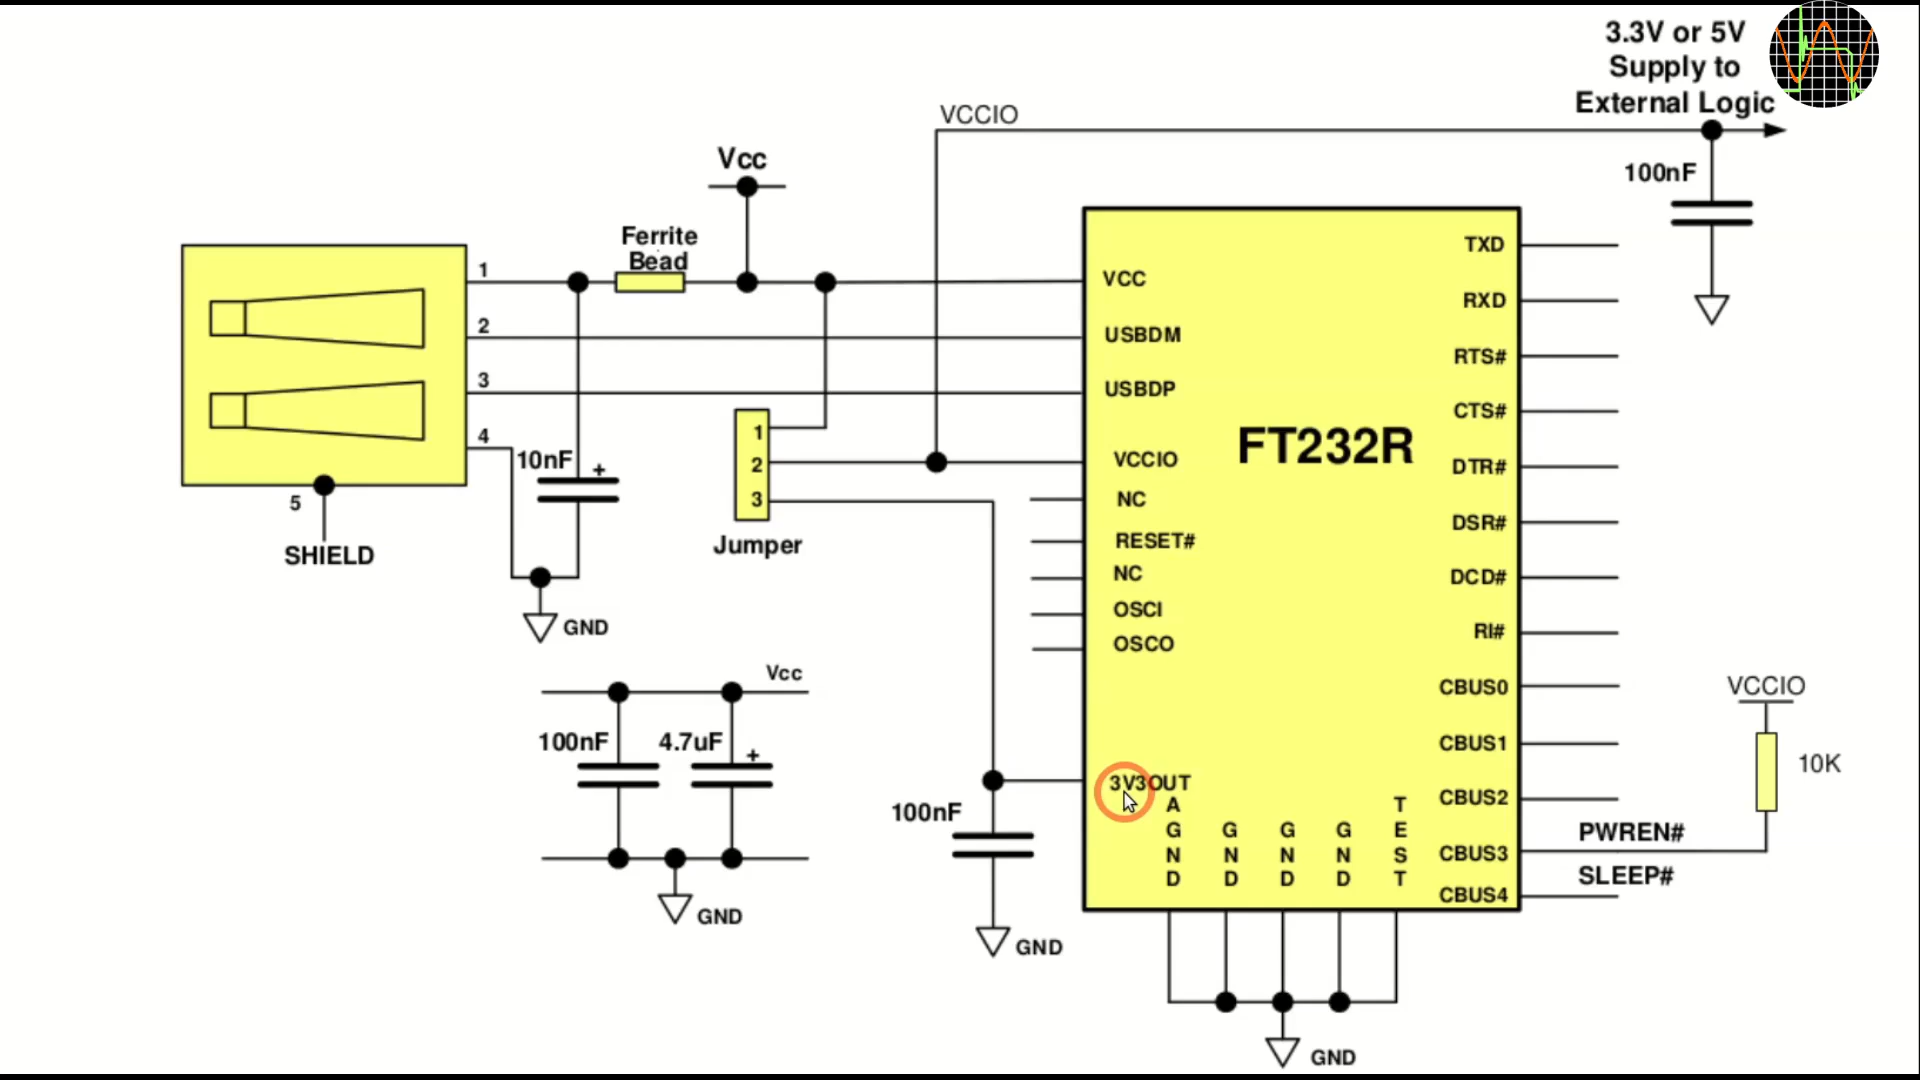 3.3V or 5V
Supply to
External Logic
VCCIO
Vcc
100nF
Ferrite
Bead
1
2
3
4
5
SHIELD
10nF
+
GND
1
2
3
Jumper
Vcc
100nF
4.7uF
+
GND
100nF
GND
FT232R
VCC
USBDM
USBDP
VCCIO
NC
RESET#
NC
OSCI
OSCO
3V3OUT
AGND
GND
GND
GND
TEST
GND
TXD
RXD
RTS#
CTS#
DTR#
DSR#
DCD#
RI#
CBUS0
CBUS1
CBUS2
CBUS3
CBUS4
PWREN#
SLEEP#
VCCIO
10K